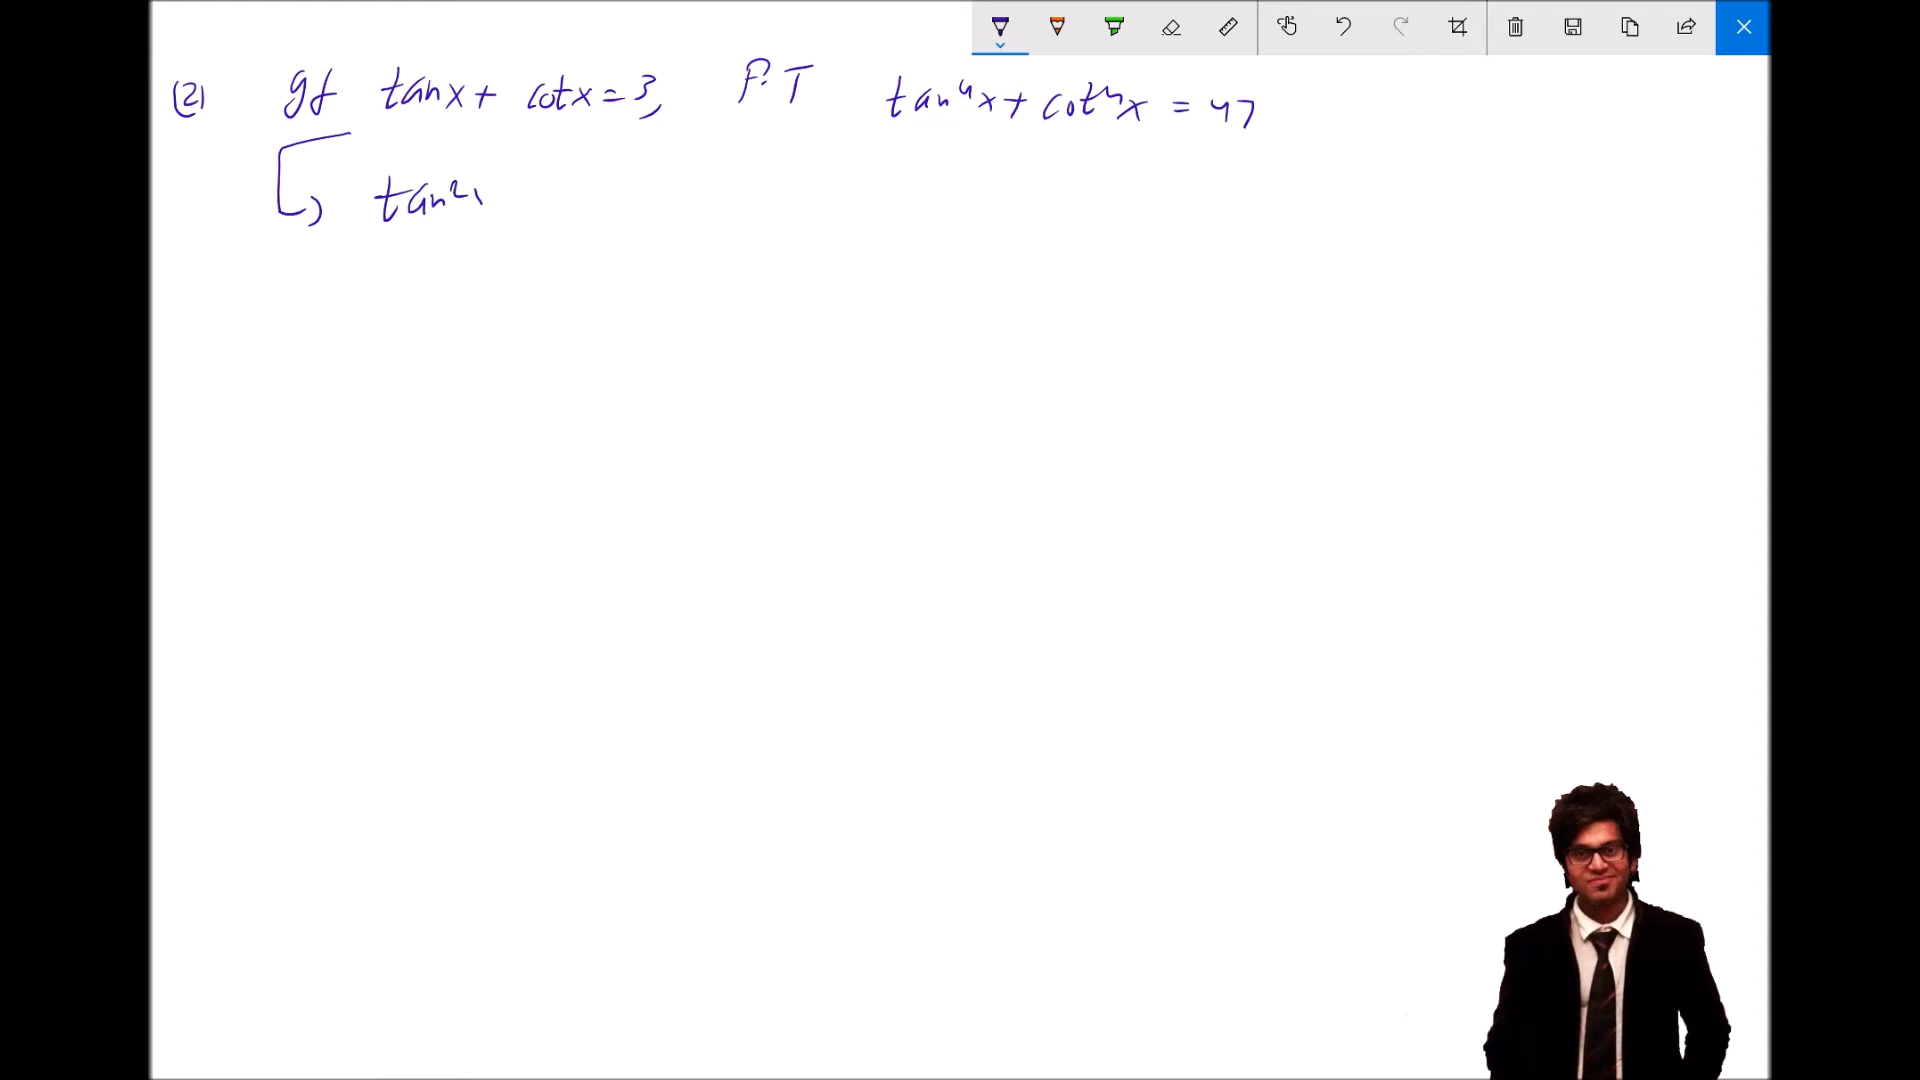 (2) If tanx + cotx = 3, P.T tan⁴x + cot⁴x = 47
tan²